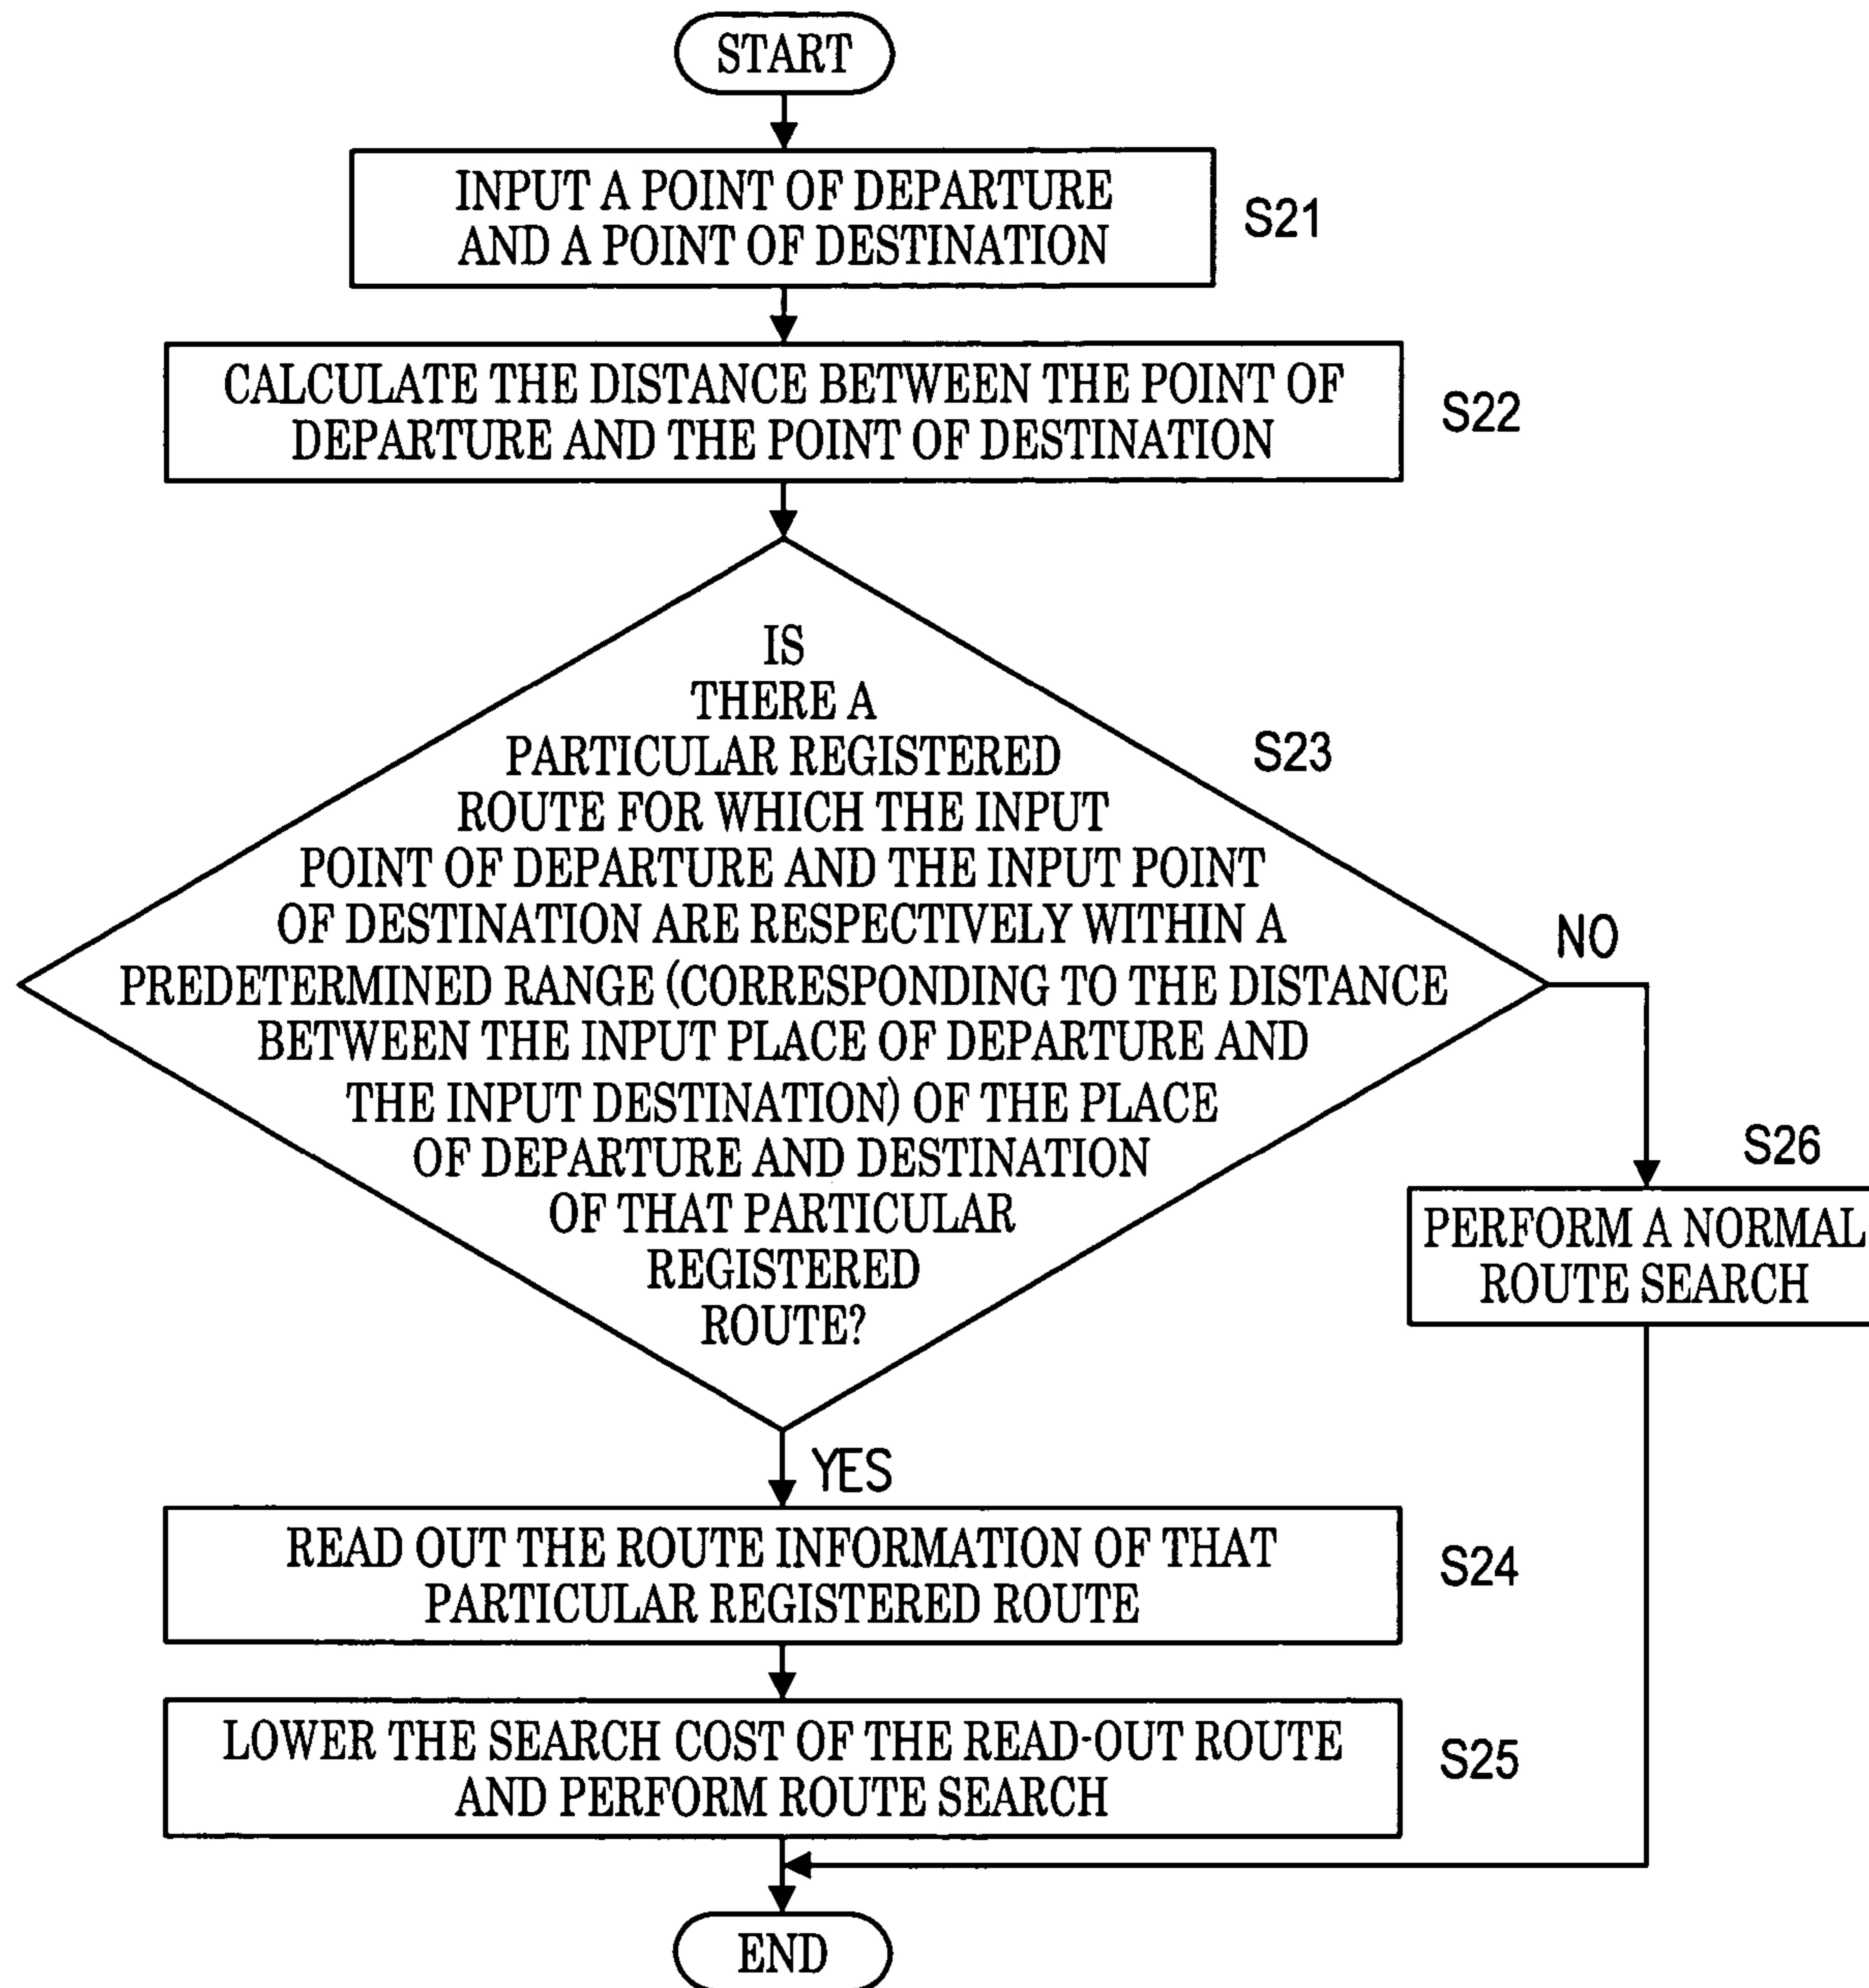 START
INPUT A POINT OF DEPARTURE
AND A POINT OF DESTINATION
S21
CALCULATE THE DISTANCE BETWEEN THE POINT OF
DEPARTURE AND THE POINT OF DESTINATION
S22
IS
THERE A
PARTICULAR REGISTERED
ROUTE FOR WHICH THE INPUT
POINT OF DEPARTURE AND THE INPUT POINT
OF DESTINATION ARE RESPECTIVELY WITHIN A
PREDETERMINED RANGE (CORRESPONDING TO THE DISTANCE
BETWEEN THE INPUT PLACE OF DEPARTURE AND
THE INPUT DESTINATION) OF THE PLACE
OF DEPARTURE AND DESTINATION
OF THAT PARTICULAR
REGISTERED
ROUTE?
S23
NO
S26
PERFORM A NORMAL
ROUTE SEARCH
YES
READ OUT THE ROUTE INFORMATION OF THAT
PARTICULAR REGISTERED ROUTE
S24
LOWER THE SEARCH COST OF THE READ-OUT ROUTE
AND PERFORM ROUTE SEARCH
S25
END